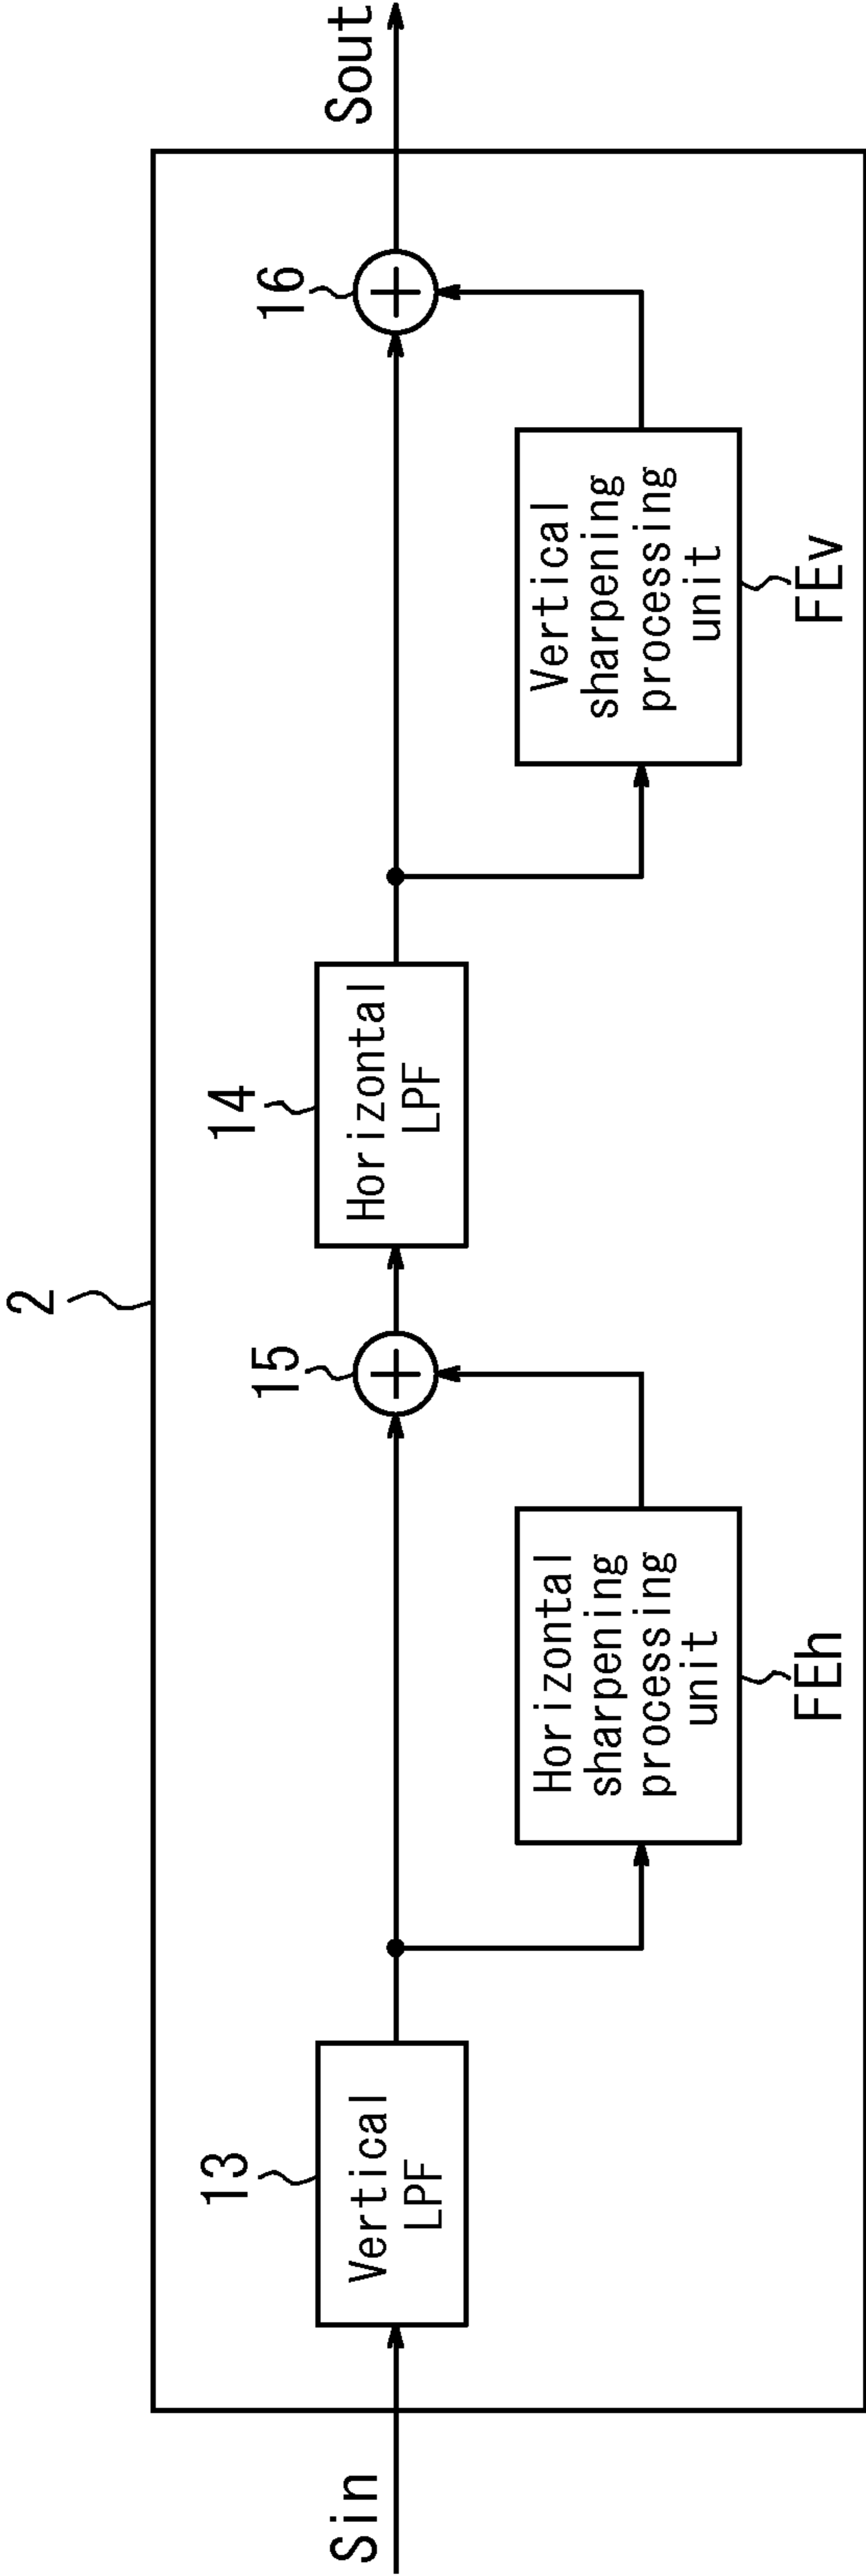 2
Sin
13
Vertical
LPF
15
Horizontal
sharpening
processing
unit
FEh
14
Horizontal
LPF
16
Vertical
sharpening
processing
unit
FEv
Sout